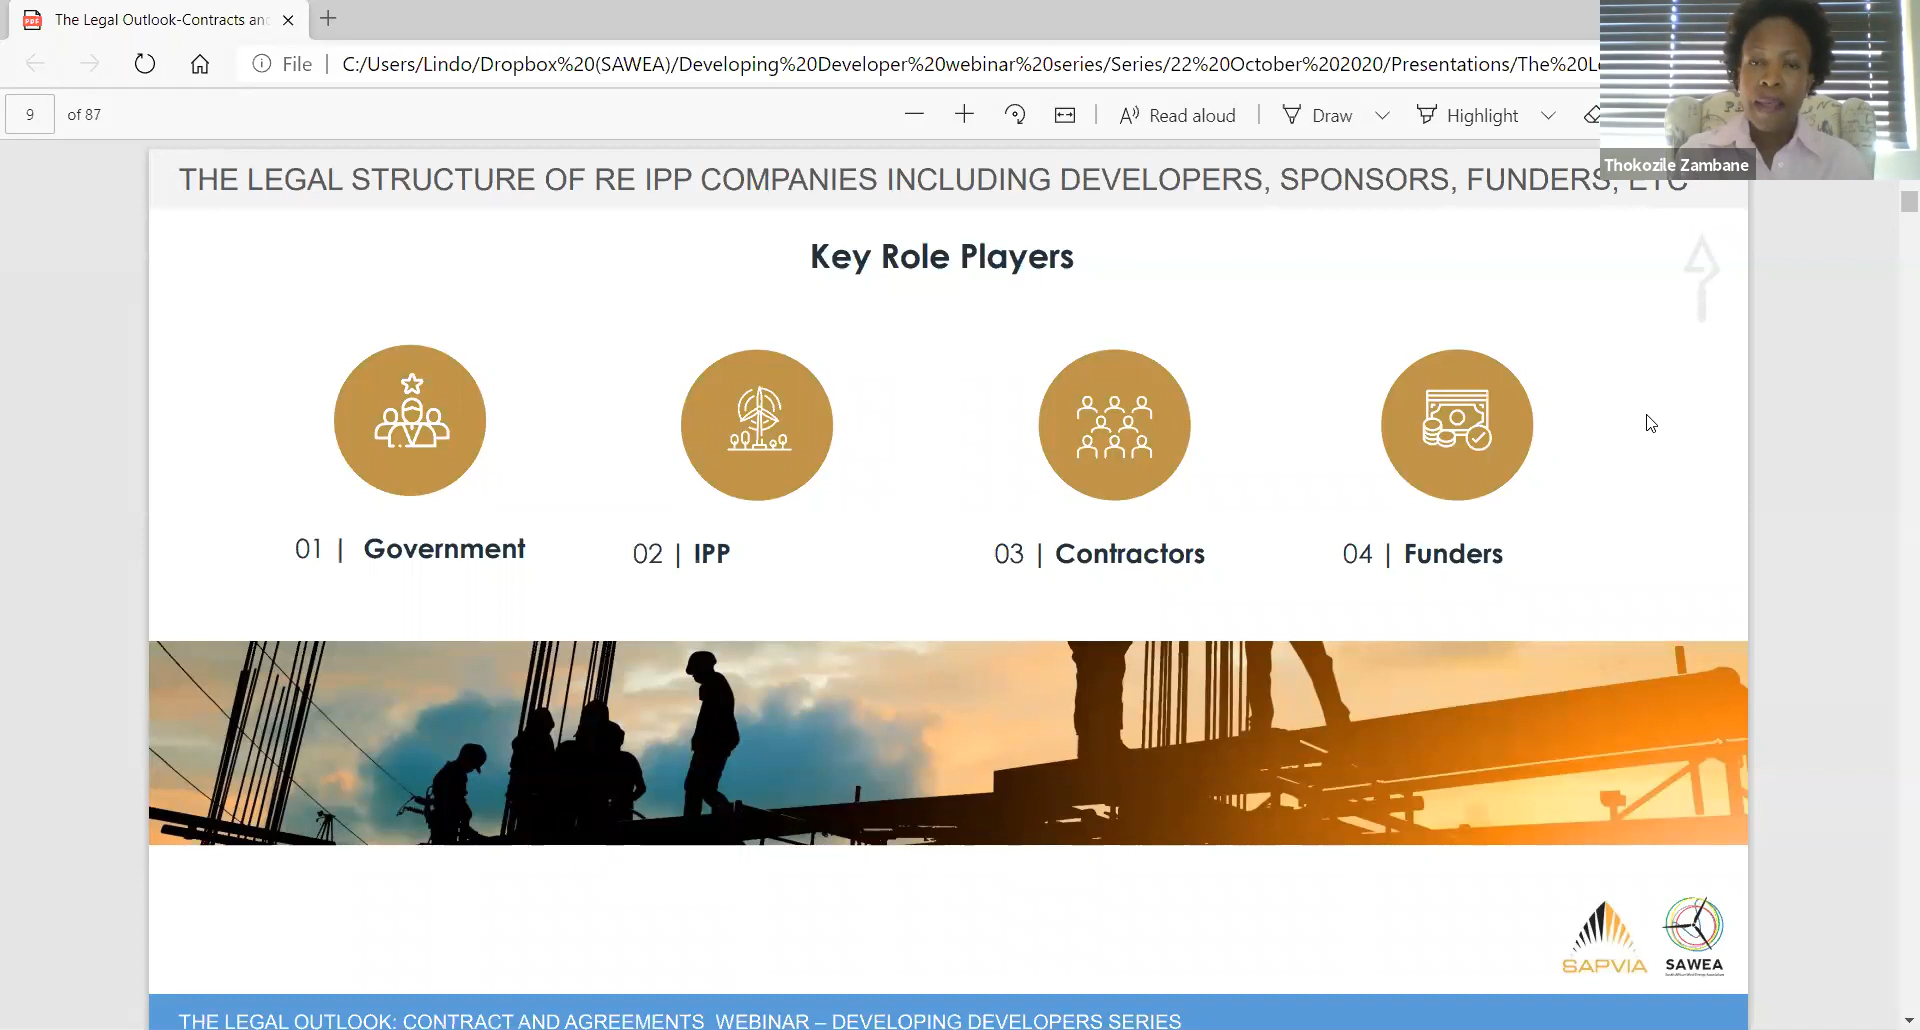 The Legal Outlook-Contracts an
File
C:/Users/Lindo/Dropbox%20(SAWEA)/Developing%20Developer%20webinar%20series/Series/22%20October%202020/Presentations/The%20L
9 of 87
Read aloud
Draw
Highlight
Thokozile Zambane
THE LEGAL STRUCTURE OF RE IPP COMPANIES INCLUDING DEVELOPERS, SPONSORS, FUNDERS, ETC
Key Role Players
01 | Government
02 | IPP
03 | Contractors
04 | Funders
SAPVIA
SAWEA
THE LEGAL OUTLOOK: CONTRACT AND AGREEMENTS WEBINAR – DEVELOPING DEVELOPERS SERIES